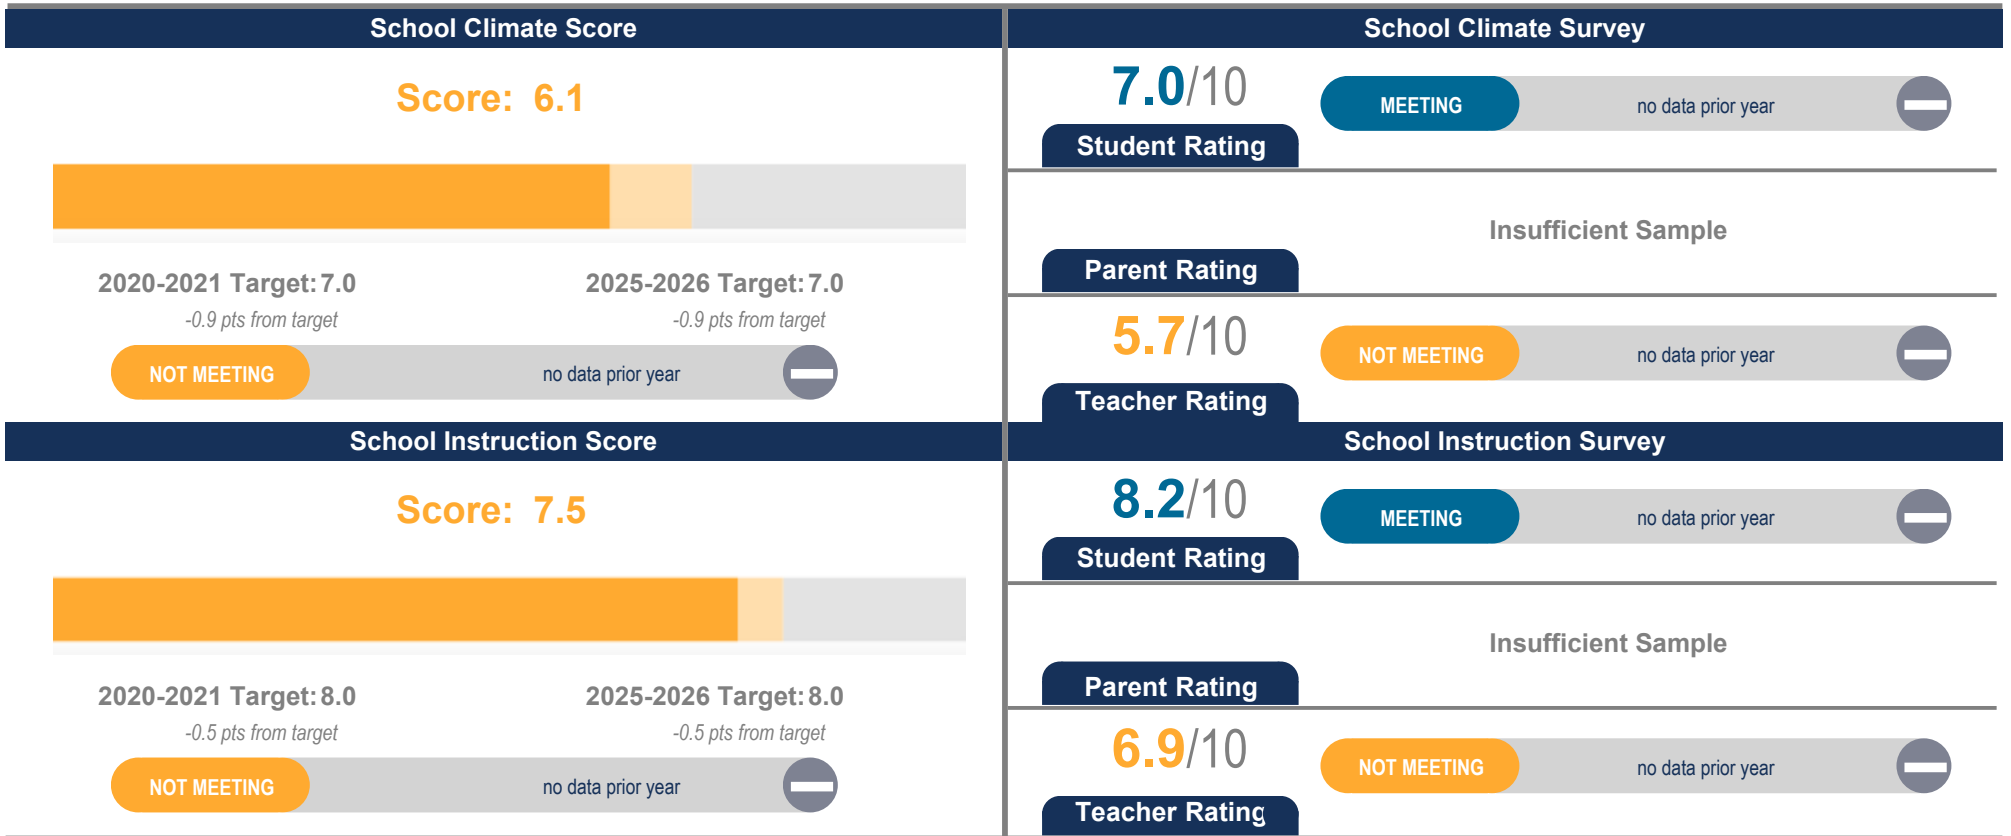 School Climate Score
Score: 6.1
2020-2021 Target: 7.0
2025-2026 Target: 7.0
-0.9 pts from target
-0.9 pts from target
NOT MEETING
no data prior year
School Climate Survey
7.0/10
MEETING
no data prior year
Student Rating
Insufficient Sample
Parent Rating
5.7/10
NOT MEETING
no data prior year
Teacher Rating
School Instruction Score
Score: 7.5
2020-2021 Target: 8.0
2025-2026 Target: 8.0
-0.5 pts from target
-0.5 pts from target
NOT MEETING
no data prior year
School Instruction Survey
8.2/10
MEETING
no data prior year
Student Rating
Insufficient Sample
Parent Rating
6.9/10
NOT MEETING
no data prior year
Teacher Rating